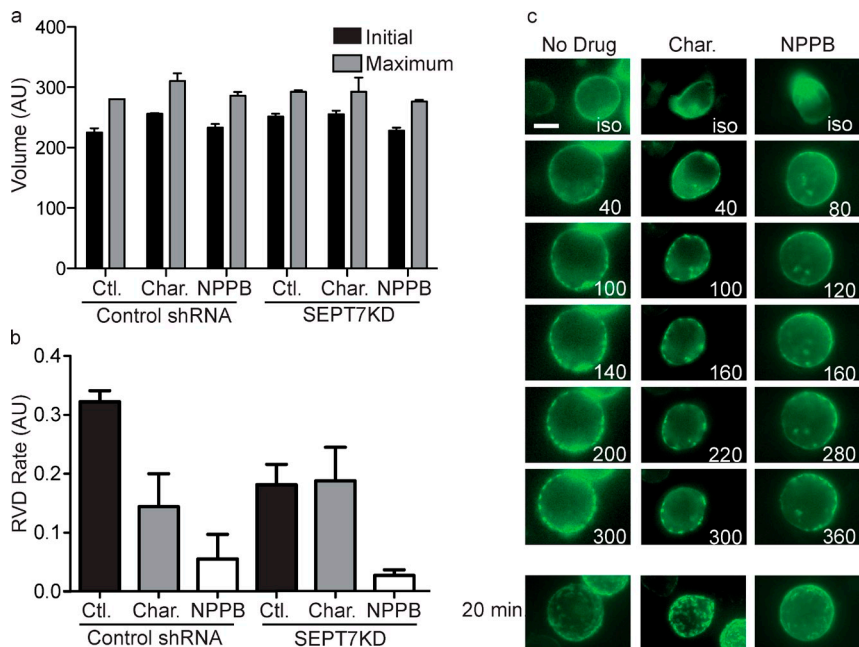 a
400
300
200
100
0
Volume (AU)
Initial
Maximum
Ctl. Char. NPPB Ctl. Char. NPPB
Control shRNA SEPT7KD
b
0.4
0.3
0.2
0.1
0.0
RVD Rate (AU)
Ctl. Char. NPPB Ctl. Char. NPPB
Control shRNA SEPT7KD
c
No Drug Char. NPPB
iso iso iso
40 40 80
100 100 120
140 160 160
200 220 280
300 300 360
20 min.